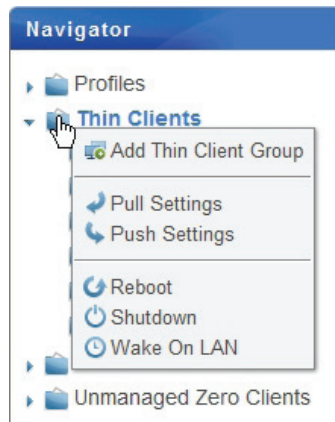 Navigator
Profiles
Thin Clients
Add Thin Client Group
Pull Settings
Push Settings
Reboot
Shutdown
Wake On LAN
Unmanaged Zero Clients